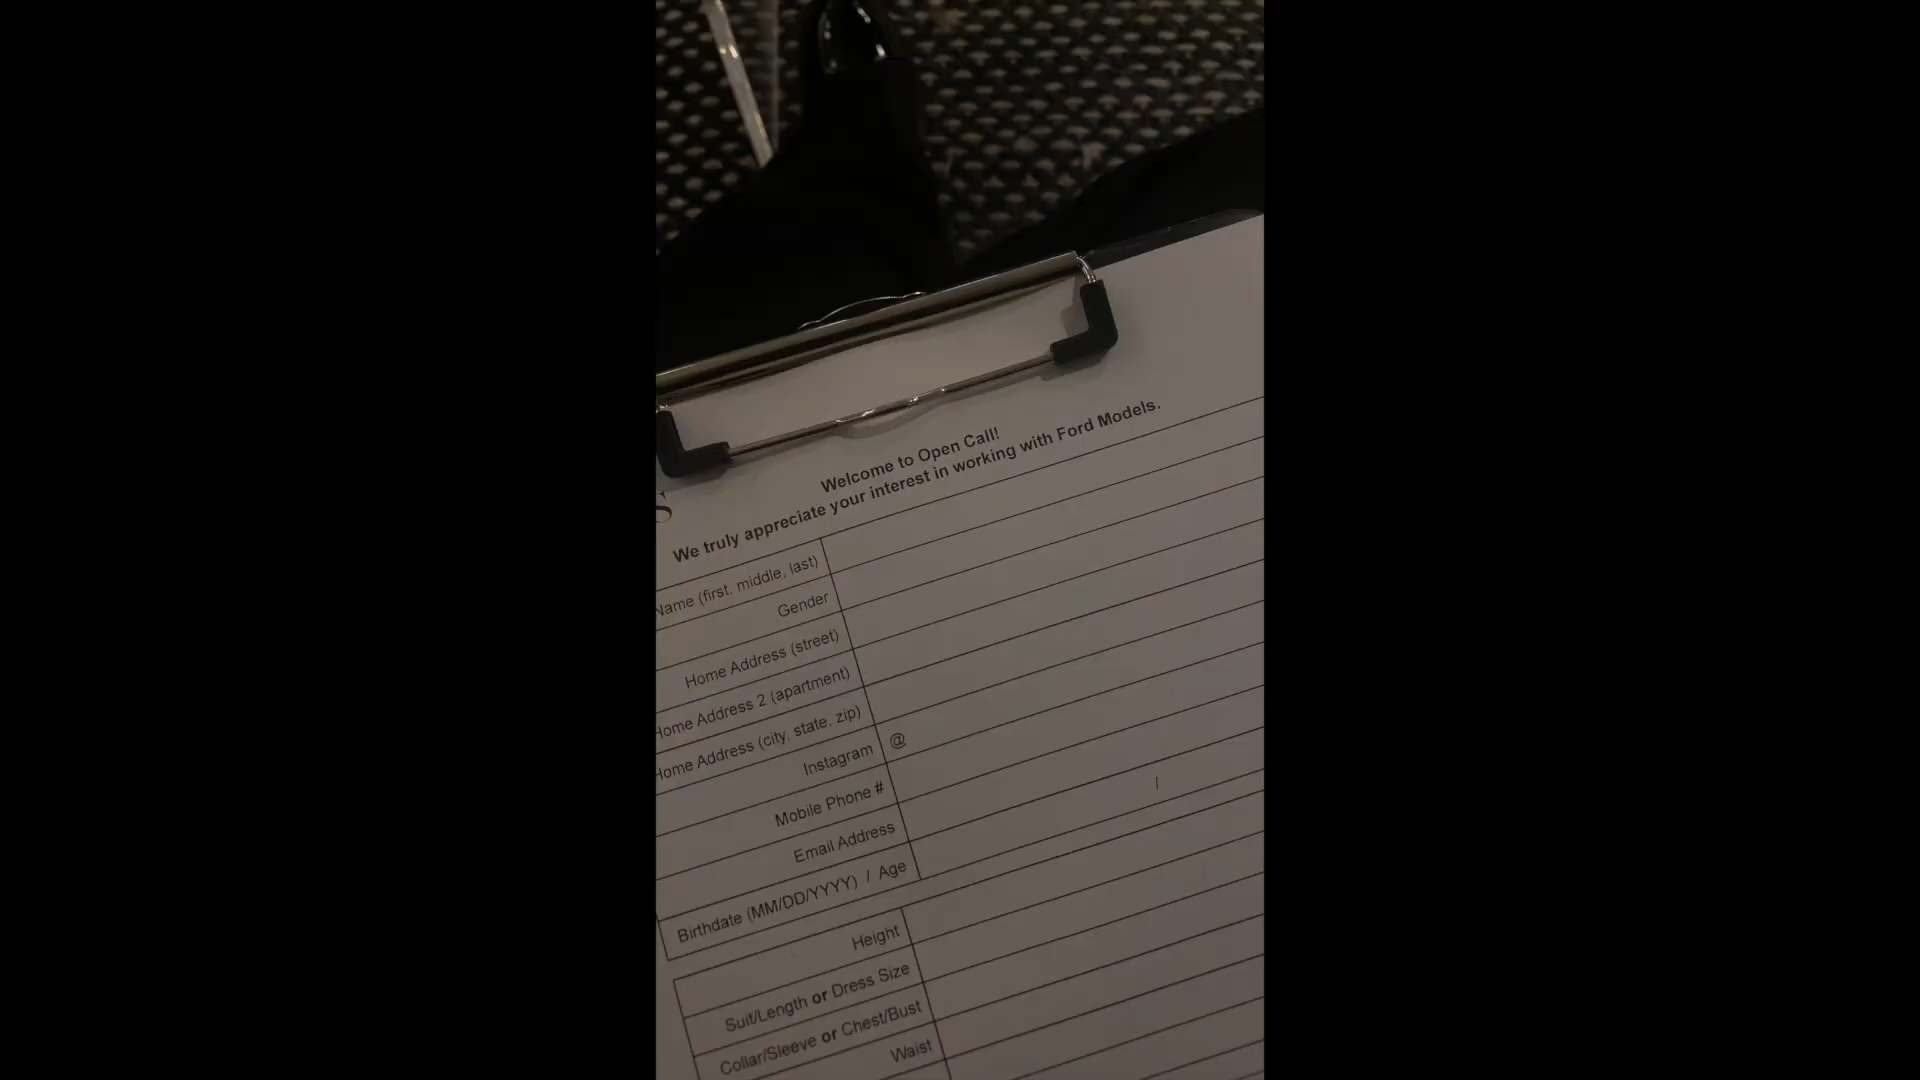 Welcome to Open Call!
We truly appreciate your interest in working with Ford Models.
S
Name (first, middle, last)
Gender
Home Address (street)
Home Address 2 (apartment)
Home Address (city, state, zip)
Instagram @
Mobile Phone #
Email Address
Birthdate (MM/DD/YYYY) / Age /
Height
Suit/Length or Dress Size
Collar/Sleeve or Chest/Bust
Waist